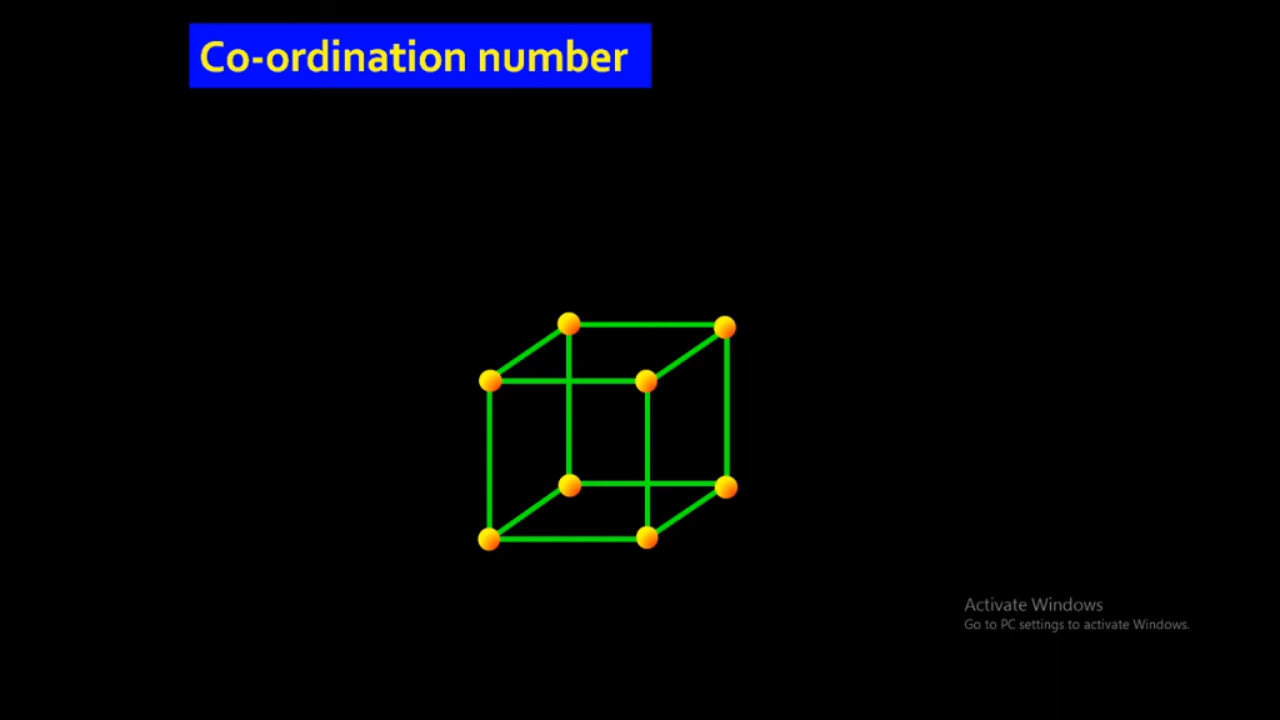 Co-ordination number
Activate Windows
Go to PC settings to activate Windows.